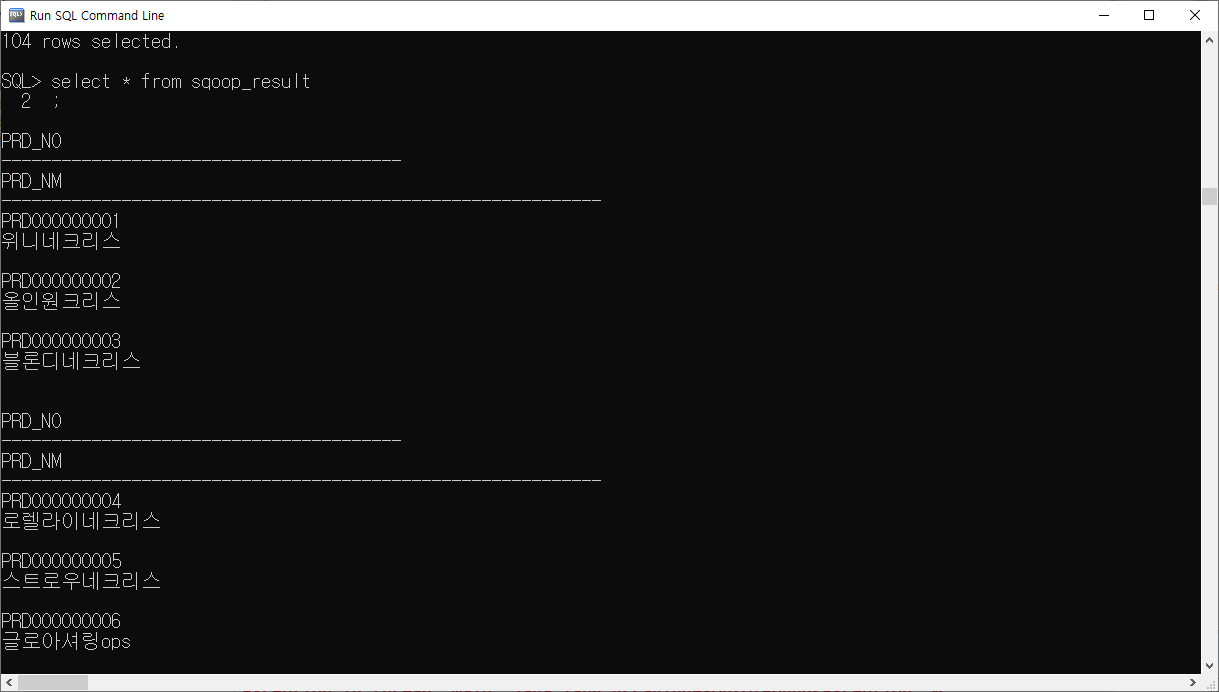 Run SQL Command Line
104 rows selected.
SQL> select * from sqoop_result
2 ;
PRD_NO
----------------------------------------
PRD_NM
------------------------------------------------------------
PRD000000001
위니네크리스
PRD000000002
올인원크리스
PRD000000003
블론디네크리스
PRD_NO
----------------------------------------
PRD_NM
------------------------------------------------------------
PRD000000004
로렐라이네크리스
PRD000000005
스트로우네크리스
PRD000000006
글로아셔링ops